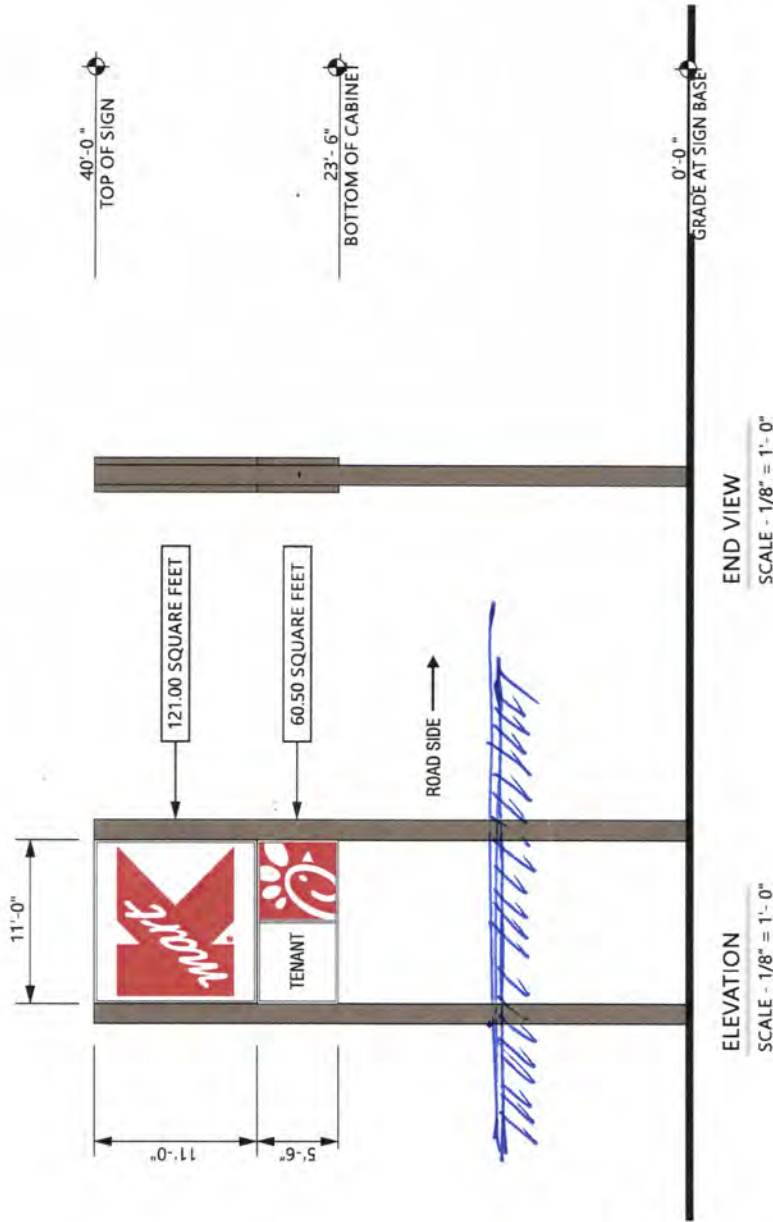 40'-0"
TOP OF SIGN
23'- 6"
BOTTOM OF CABINET
0'-0"
GRADE AT SIGN BASE
11'-0"
121.00 SQUARE FEET
60.50 SQUARE FEET
ROAD SIDE
K
mart
TENANT
11'-0"
5'-6"
ELEVATION
SCALE - 1/8" = 1'- 0"
END VIEW
SCALE - 1/8" = 1'- 0"